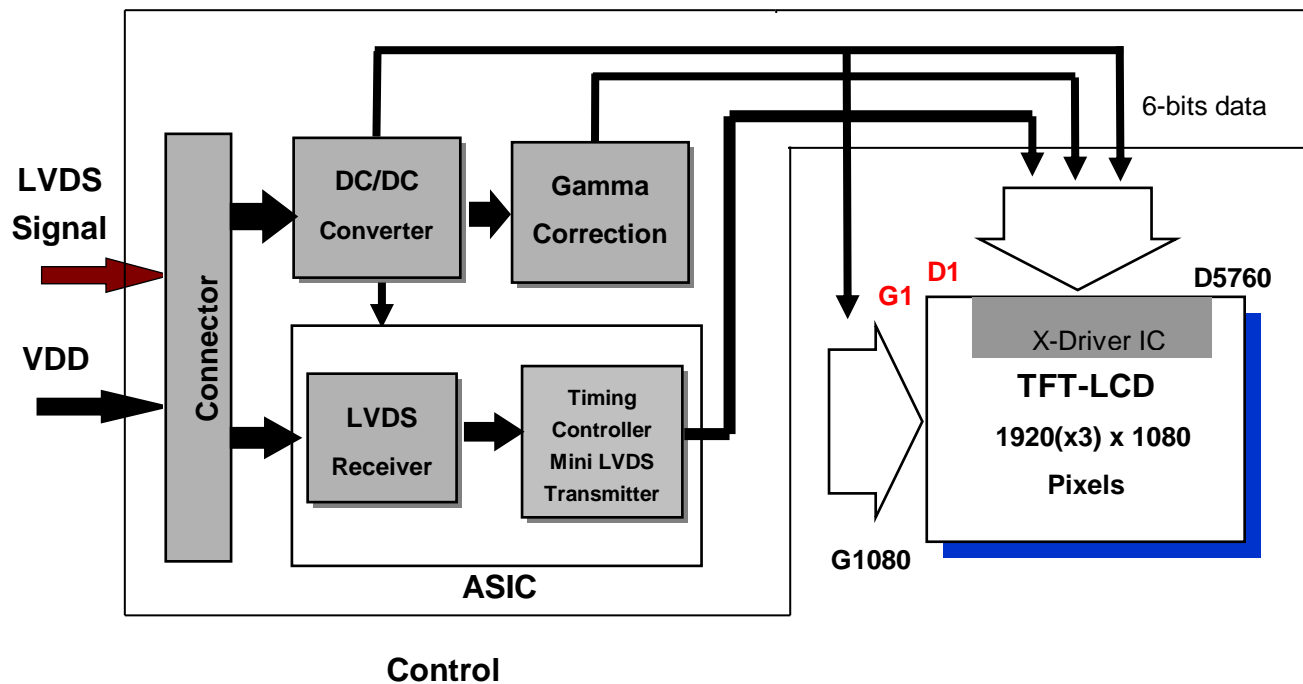 6-bits data
LVDS
Signal
VDD
Connector
DC/DC
Converter
Gamma
Correction
LVDS
Receiver
Timing
Controller
Mini LVDS
Transmitter
ASIC
G1
D1
D5760
X-Driver IC
TFT-LCD
1920(x3) x 1080
Pixels
G1080
Control